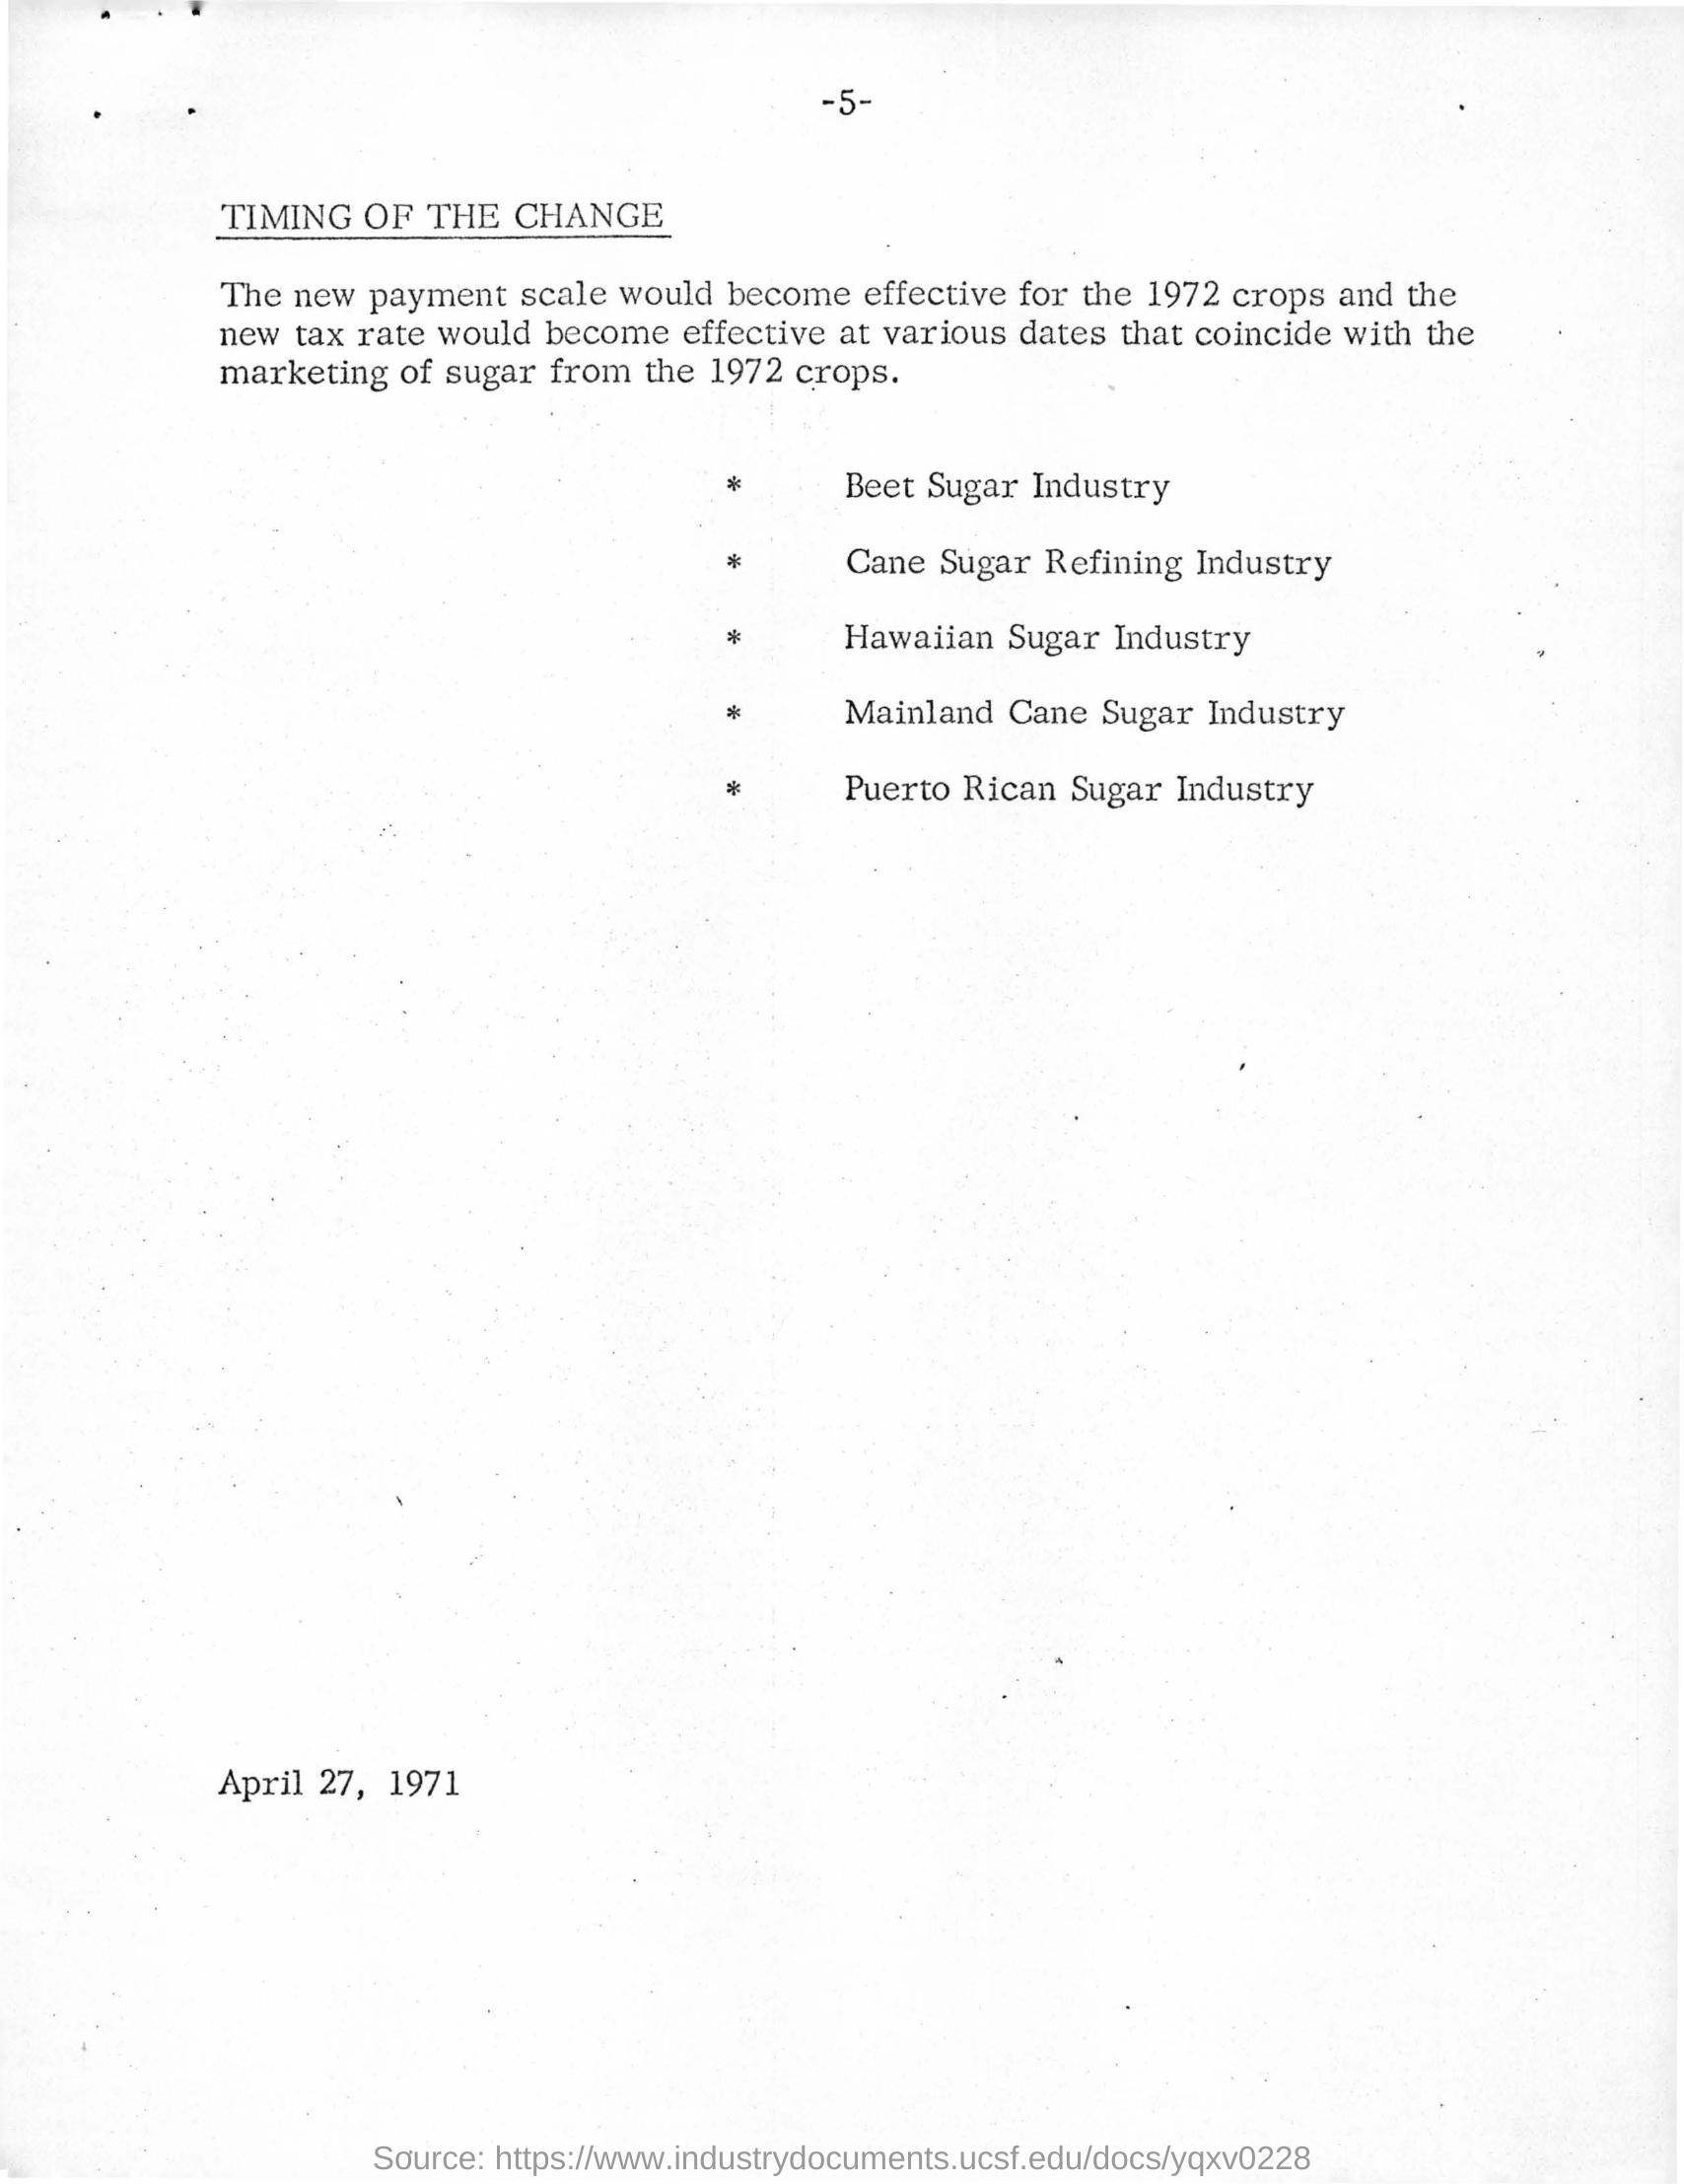 -5-
TIMING OF THE CHANGE
The new payment scale would become effective for the 1972 crops and the
new tax rate would become effective at various dates that coincide with the
marketing of sugar from the 1972 crops.
* Beet Sugar Industry
* Cane Sugar Refining Industry
* Hawaiian Sugar Industry
* Mainland Cane Sugar Industry
* Puerto Rican Sugar Industry
April 27, 1971
Source: https://www.industrydocuments.ucsf.edu/docs/yqxv0228